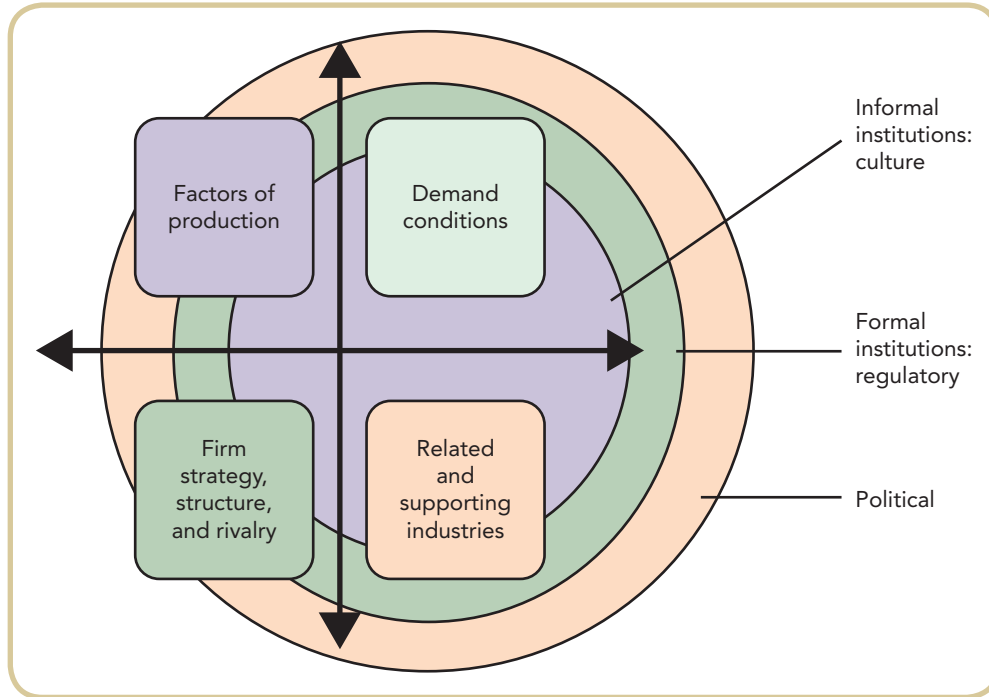 Factors of
production
Demand
conditions
Firm
strategy,
structure,
and rivalry
Related
and
supporting
industries
Informal
institutions:
culture
Formal
institutions:
regulatory
Political